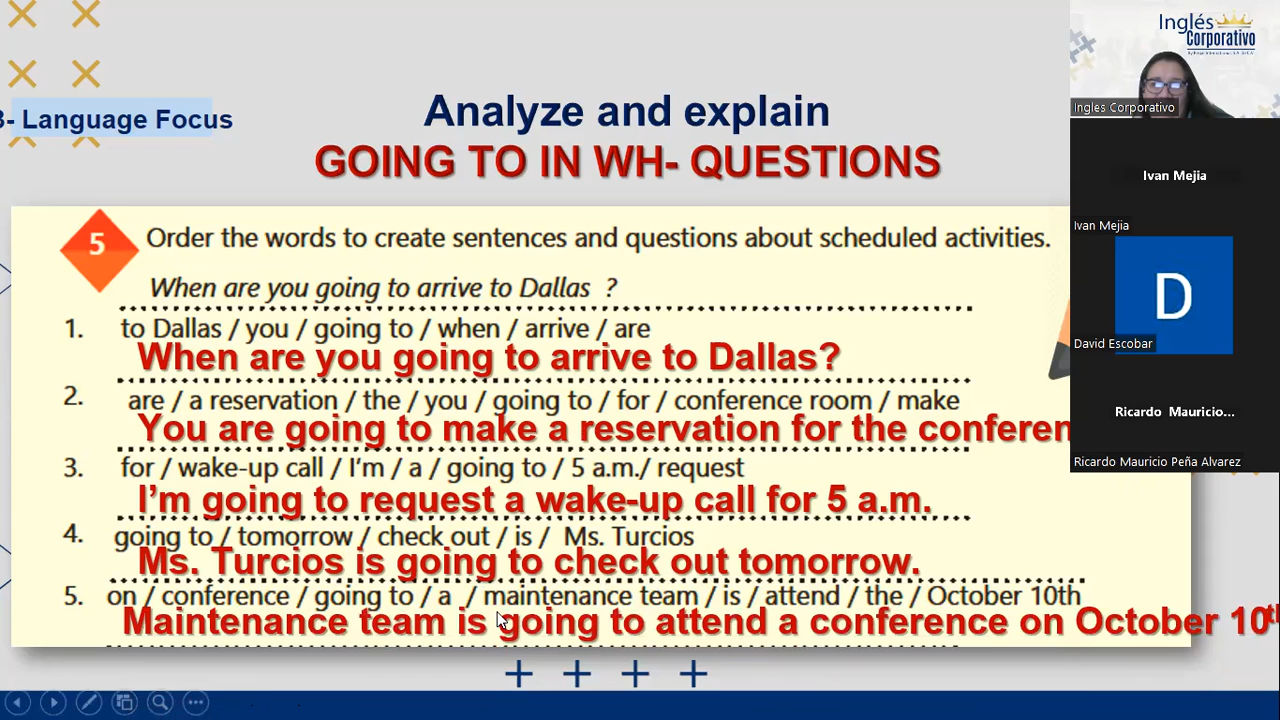 3- Language Focus
Analyze and explain
GOING TO IN WH- QUESTIONS
5
Order the words to create sentences and questions about scheduled activities.
When are you going to arrive to Dallas ?
1. to Dallas / you / going to / when / arrive / are
When are you going to arrive to Dallas?
2. are / a reservation / the / you / going to / for / conference room / make
You are going to make a reservation for the conferen
3. for / wake-up call / I'm / a / going to / 5 a.m./ request
I'm going to request a wake-up call for 5 a.m.
4. going to / tomorrow / check out / is / Ms. Turcios
Ms. Turcios is going to check out tomorrow.
5. on / conference / going to / a / maintenance team / is / attend / the / October 10th
Maintenance team is going to attend a conference on October 10th
Inglés
Corporativo
Ingles Corporativo
Ivan Mejia
Ivan Mejia
D
David Escobar
Ricardo Mauricio...
Ricardo Mauricio Peña Alvarez